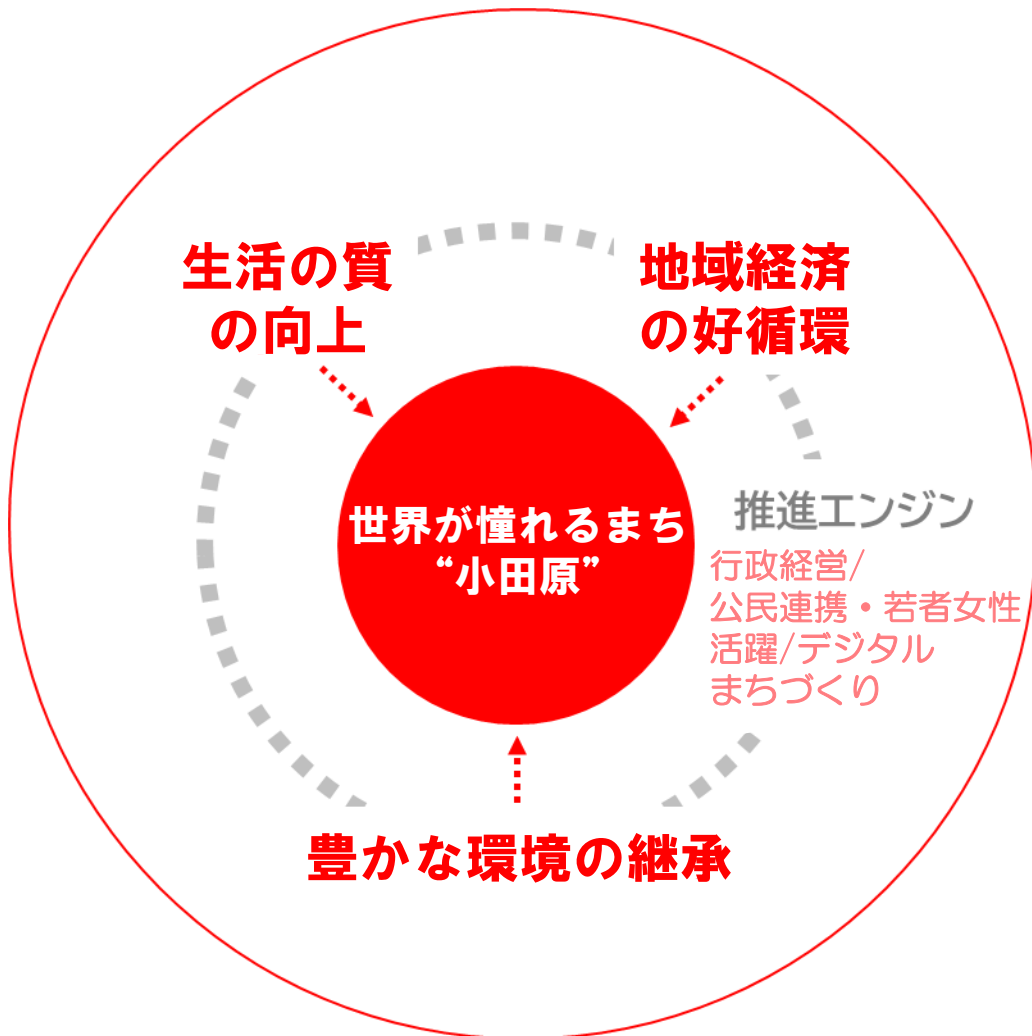 生活の質
の向上
地域経済
の好循環
世界が憧れるまち
“小田原”
推進エンジン
行政経営/
公民連携・若者女性
活躍/デジタル
まちづくり
豊かな環境の継承